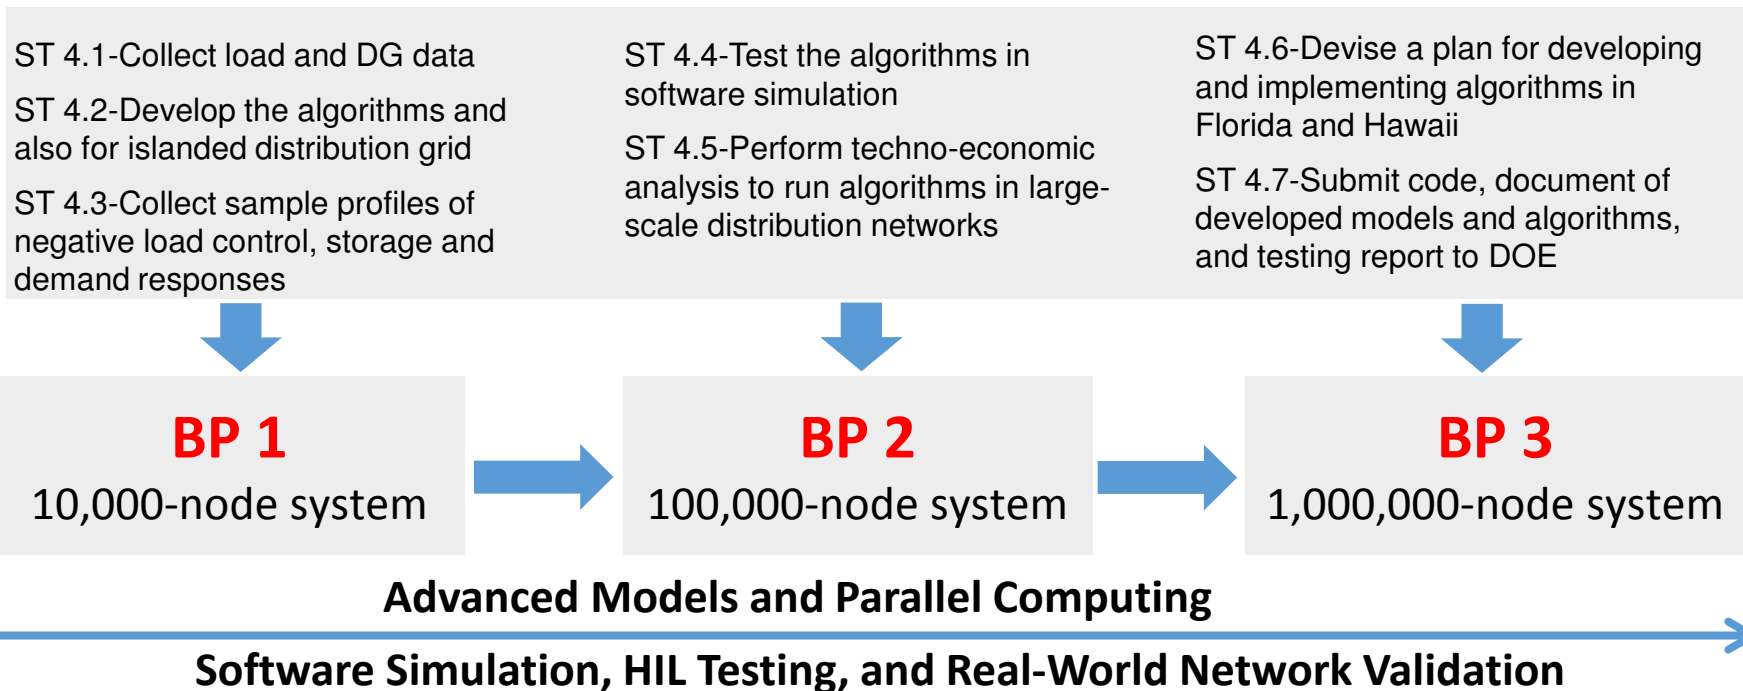 ST 4.1-Collect load and DG data
ST 4.2-Develop the algorithms and
also for islanded distribution grid
ST 4.3-Collect sample profiles of
negative load control, storage and
demand responses
ST 4.4-Test the algorithms in
software simulation
ST 4.5-Perform techno-economic
analysis to run algorithms in large-
scale distribution networks
ST 4.6-Devise a plan for developing
and implementing algorithms in
Florida and Hawaii
ST 4.7-Submit code, document of
developed models and algorithms,
and testing report to DOE
BP 1
10,000-node system
BP 2
100,000-node system
BP 3
1,000,000-node system
Advanced Models and Parallel Computing
Software Simulation, HIL Testing, and Real-World Network Validation